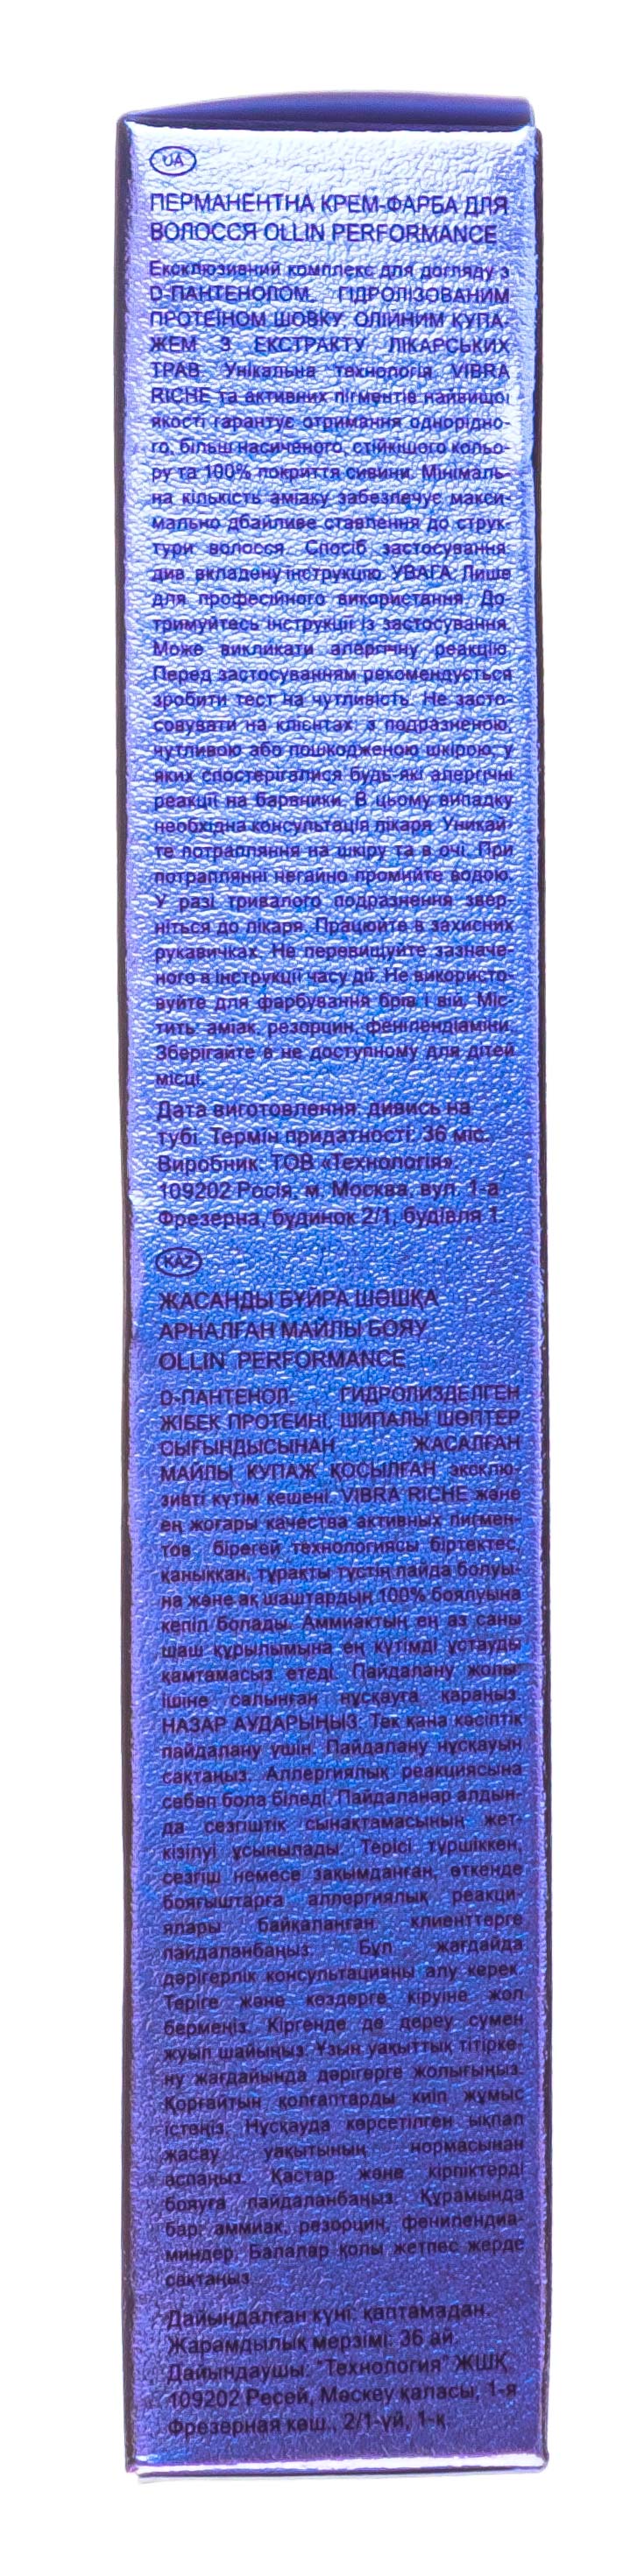 UA
ПЕРМАНЕНТНА КРЕМ-ФАРБА ДЛЯ
ВОЛОССЯ OLLIN PERFORMANCE
Ексклюзивний комплекс для догляду з
D-ПАНТЕНОЛОМ, ГІДРОЛІЗОВАНИМ
ПРОТЕЇНОМ ШОВКУ, ОЛІЙНИМ КУПА-
ЖЕМ З ЕКСТРАКТУ ЛІКАРСЬКИХ
ТРАВ. Унікальна технологія VIBRA
RICHE та активних пігментів найвищої
якості гарантує отримання однорідно-
го, більш насиченого, стійкішого кольо-
ру та 100% покриття сивини. Мінімаль-
на кількість аміаку забезпечує макси-
мально дбайливе ставлення до струк-
тури волосся. Спосіб застосування
див. вкладену інструкцію. УВАГА. Лише
для професійного використання. До-
тримуйтесь інструкції із застосування.
Може викликати алергічну реакцію.
Перед застосуванням рекомендується
зробити тест на чутливість. Не засто-
совувати на клієнтах, з подразненою,
чутливою або пошкодженою шкірою, у
яких спостерігалися будь-які алергічні
реакції на барвники. В цьому випадку
необхідна консультація лікаря. Уникай-
те потрапляння на шкіру та в очі. При
потраплянні негайно промийте водою.
У разі тривалого подразнення звер-
ніться до лікаря. Працюйте в захисних
рукавичках. Не перевищуйте зазначе-
ного в інструкції часу дії. Не використо-
вуйте для фарбування брів і вій. Міс-
тить: аміак, резорцин, феніпендіаміни.
Зберігайте в не доступному для дітей
місці.
Дата виготовлення: дивись на
тубі. Термін придатності: 36 міс.
Виробник: ТОВ «Технологія»
109202 Росія, м. Москва, вул. 1-а
Фрезерна, будинок 2/1, будівля 1.
KAZ
ЖАСАНДЫ БҰЙРА ШӘШҚА
АРНАЛҒАН МАЙЛЫ БОЯУ
OLLIN PERFORMANCE
D-ПАНТЕНОЛ, ГИДРОЛИЗДЕЛГЕН
ЖІБЕК ПРОТЕИНІ, ШИПАЛЫ ШӨПТЕР
СЫҒЫНДЫСЫНАН ЖАСАЛҒАН
МАЙЛЫ КУПАЖ ҚОСЫЛҒАН эксклю-
зивті күтім кешені. VIBRA RICHE және
ең жоғары качества активных пигмен-
тов бірегей технологиясы біртектес,
қаныққан, тұрақты түстің пайда болуы-
на және ақ шаштардың 100% боялуына
кепіл болады. Аммиактың ең аз саны
шаш құрылымына ең күтімді ұстауды
қамтамасыз етеді. Пайдалану жолы
ішіне салынған нұсқауға қараңыз.
НАЗАР АУДАРЫҢЫЗ: Тек қана кәсіптік
пайдалану үшін. Пайдалану нұсқауын
сақтаңыз. Аллергиялық реакциясына
себеп бола біледі. Пайдаланар алдын-
да сезгіштік сынақтамасының жет-
кізілуі ұсынылады. Терісі түршіккен,
сезгіш немесе зақымданған, өткенде
бояғыштарға аллергиялық реакци-
ялары байқаланған клиенттерге
пайдаланбаңыз. Бұл жағдайда
дәрігерлік консультацияны алу керек.
Теріге және көздерге кіруіне жол
бермеңіз. Кіргенде де дереу сумен
жуып шайыңыз. Ұзын уақыттық тітірке-
ну жағдайында дәрігерге жолығыңыз.
Қорғайтын қолғаптарды киіп жұмыс
істеңіз. Нұсқауда көрсетілген ықпал
жасау уақытының нормасынан
аспаңыз. Қастар және кірпіктерді
бояуға пайдаланбаңыз. Құрамында
бар: аммиак, резорцин, фенилендиа-
миндер. Балалар қолы жетпес жерде
сақтаңыз.
Дайындалған күні: қаптамадан.
Жарамдылық мерзімі: 36 ай.
Дайындаушы: "Технология" ЖШҚ
109202 Ресей, Мәскеу қаласы, 1-я
Фрезерная көш., 2/1-үй, 1-қ.